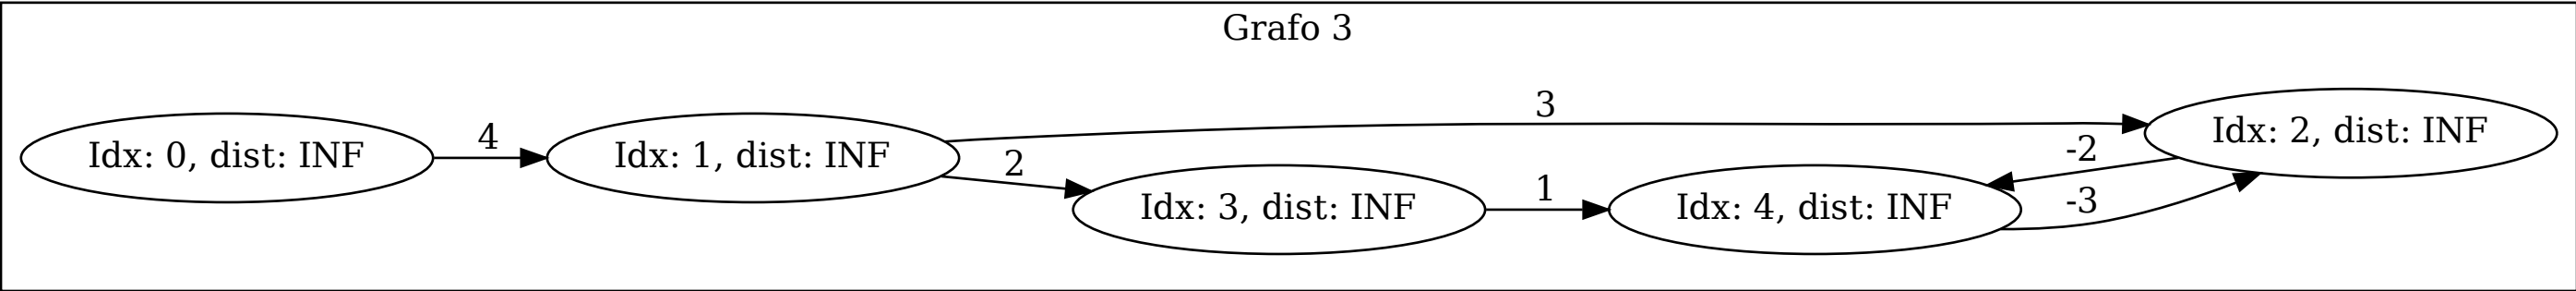 Grafo 3
Idx: 0, dist: INF
4
Idx: 1, dist: INF
3
2
Idx: 3, dist: INF
1
Idx: 4, dist: INF
-2
-3
Idx: 2, dist: INF